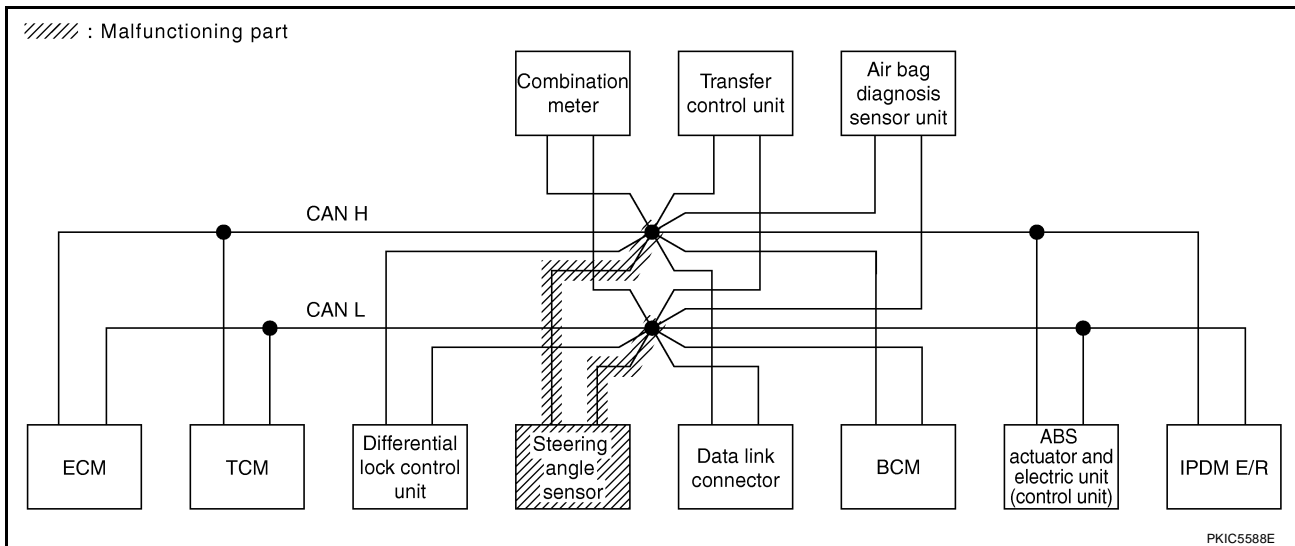 : Malfunctioning part
Combination
meter
Transfer
control unit
Air bag
diagnosis
sensor unit
CAN H
CAN L
ECM
TCM
Differential
lock control
unit
Steering
angle
sensor
Data link
connector
BCM
ABS
actuator and
electric unit
(control unit)
IPDM E/R
PKIC5588E